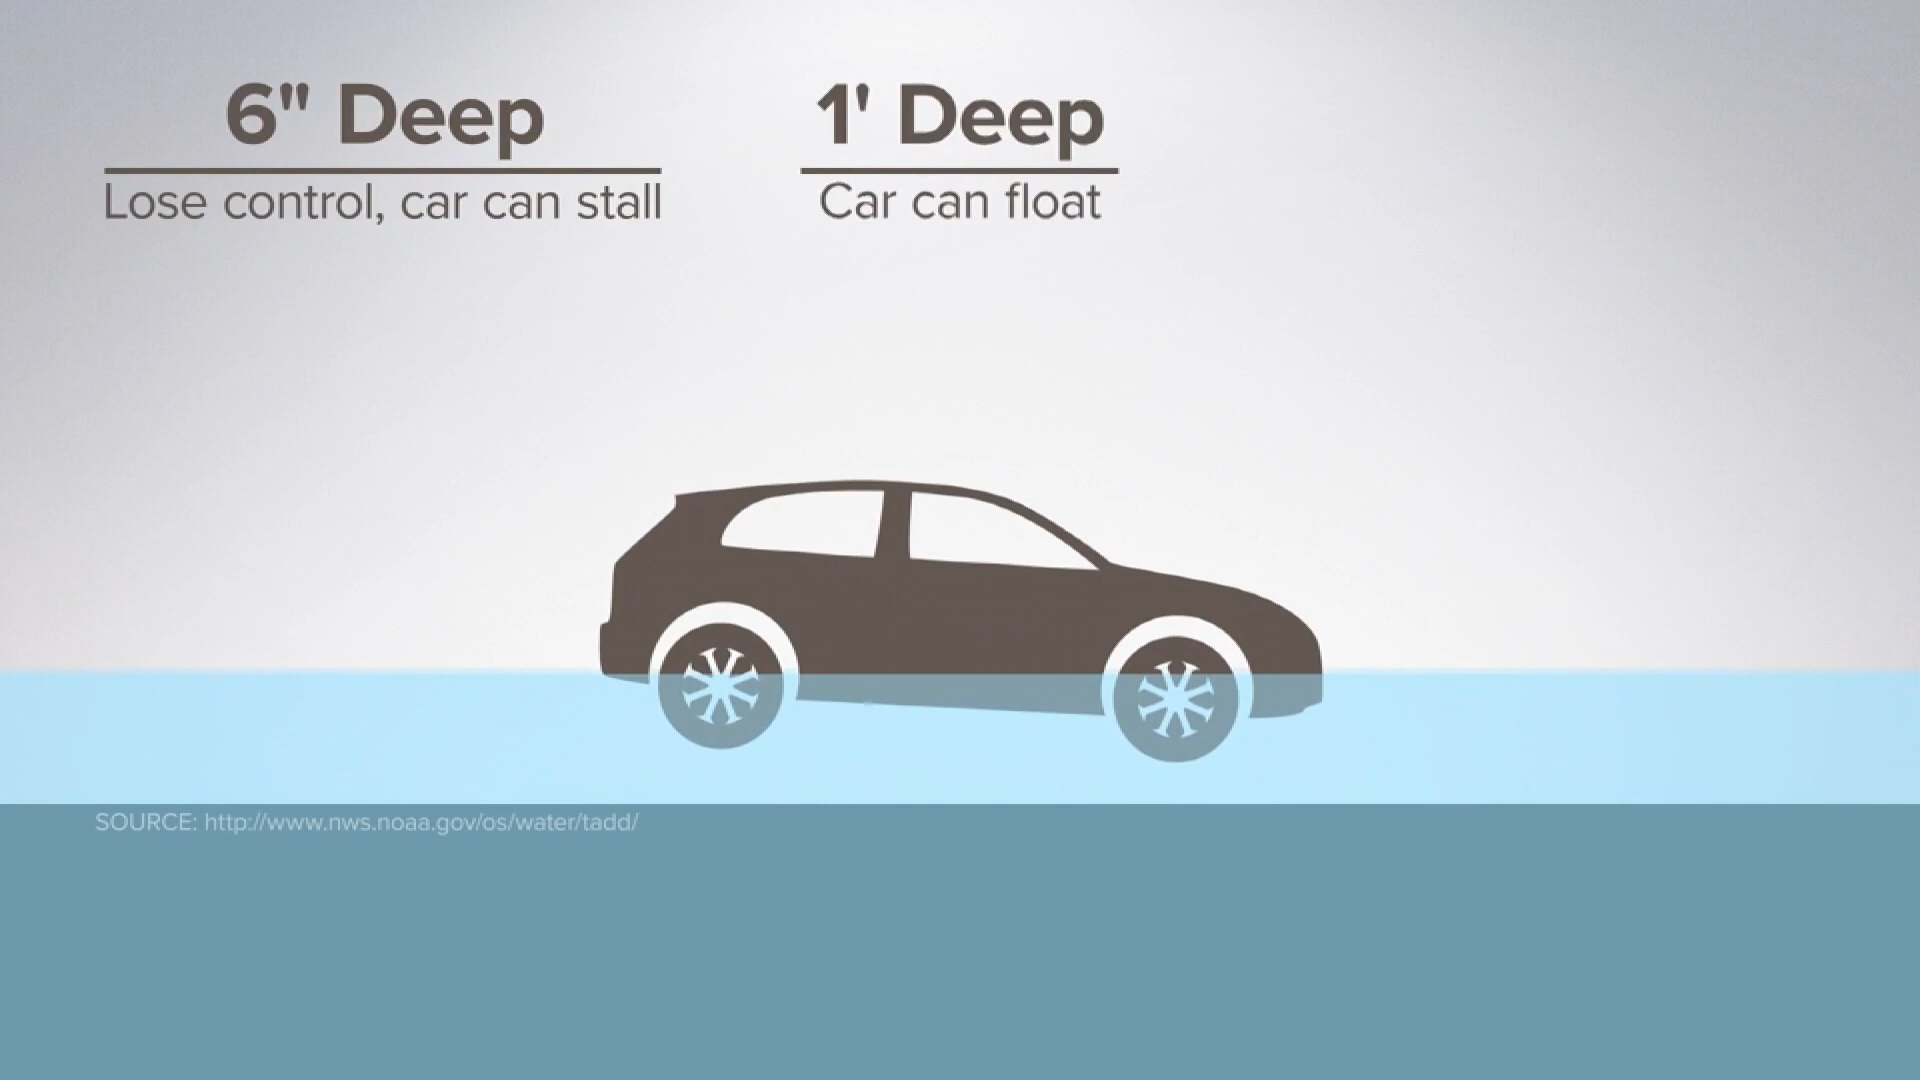 6" Deep
Lose control, car can stall
1' Deep
Car can float
SOURCE: http://www.nws.noaa.gov/os/water/tadd/